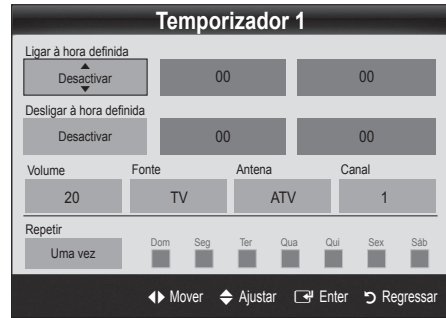 Temporizador 1
Ligar à hora definida
Desactivar 00 00
Desligar à hora definida
Desactivar 00 00
Volume Fonte Antena Canal
20 TV ATV 1
Repetir
Dom Seg Ter Qua Qui Sex Sáb
Uma vez
Mover Ajustar Enter Regressar